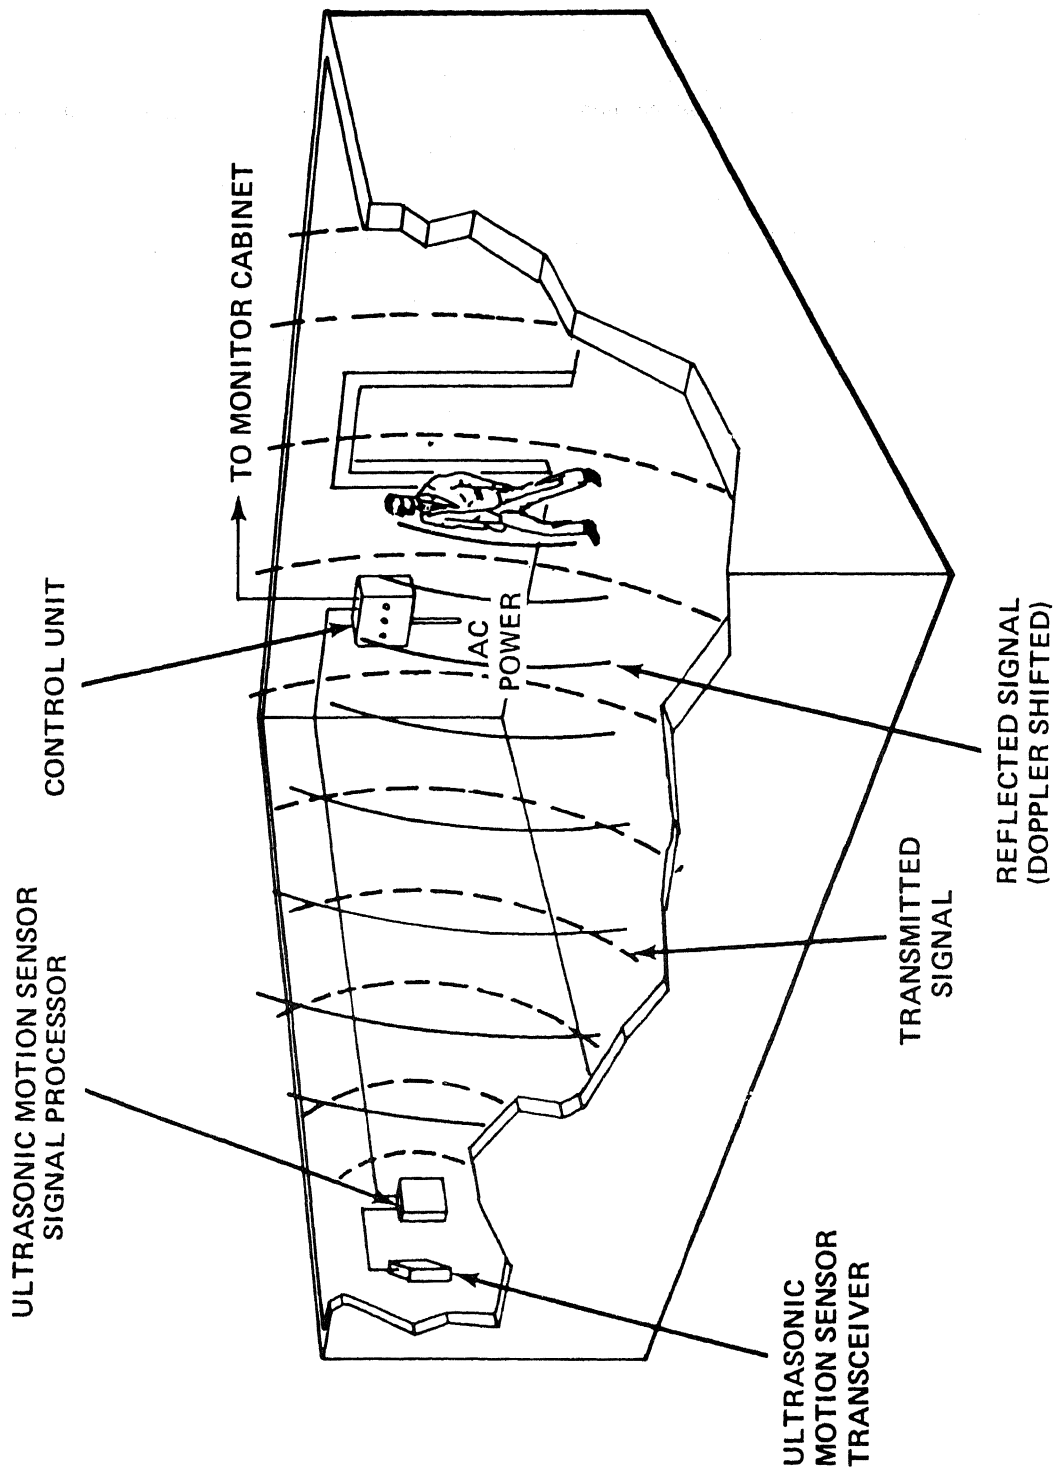 ULTRASONIC MOTION SENSOR
SIGNAL PROCESSOR
CONTROL UNIT
TO MONITOR CABINET
AC
POWER
ULTRASONIC
MOTION SENSOR
TRANSCEIVER
TRANSMITTED
SIGNAL
REFLECTED SIGNAL
(DOPPLER SHIFTED)